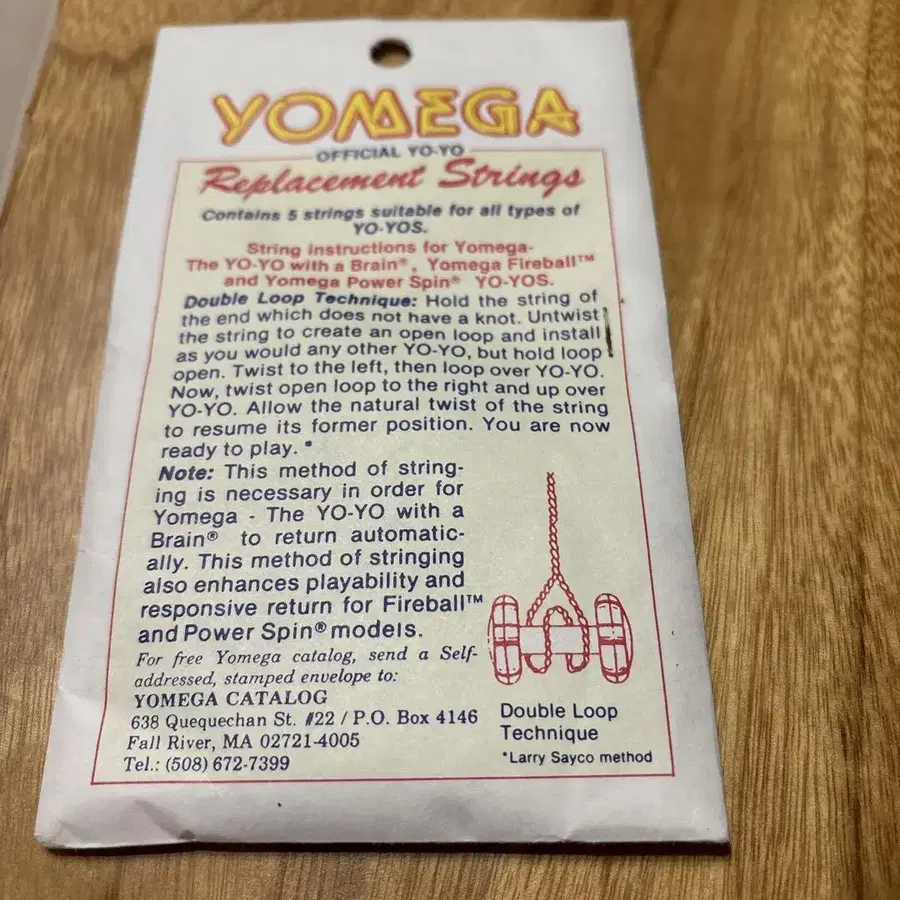 YOMEGA
OFFICIAL YO-YO
Replacement Strings
Contains 5 strings suitable for all types of
YO-YOS.
String instructions for Yomega-
The YO-YO with a Brain®, Yomega Fireball™
and Yomega Power Spin® YO-YOS.
Double Loop Technique: Hold the string of
the end which does not have a knot. Untwist
the string to create an open loop and install
as you would any other YO-YO, but hold loop
open. Twist to the left, then loop over YO-YO.
Now, twist open loop to the right and up over
YO-YO. Allow the natural twist of the string
to resume its former position. You are now
ready to play. *
Note: This method of string-
ing is necessary in order for
Yomega - The YO-YO with a
Brain® to return automatic-
ally. This method of stringing
also enhances playability and
responsive return for Fireball™
and Power Spin® models.
For free Yomega catalog, send a Self-
addressed, stamped envelope to:
YOMEGA CATALOG
638 Quequechan St. #22 / P.O. Box 4146
Fall River, MA 02721-4005
Tel.: (508) 672-7399
Double Loop
Technique
*Larry Sayco method